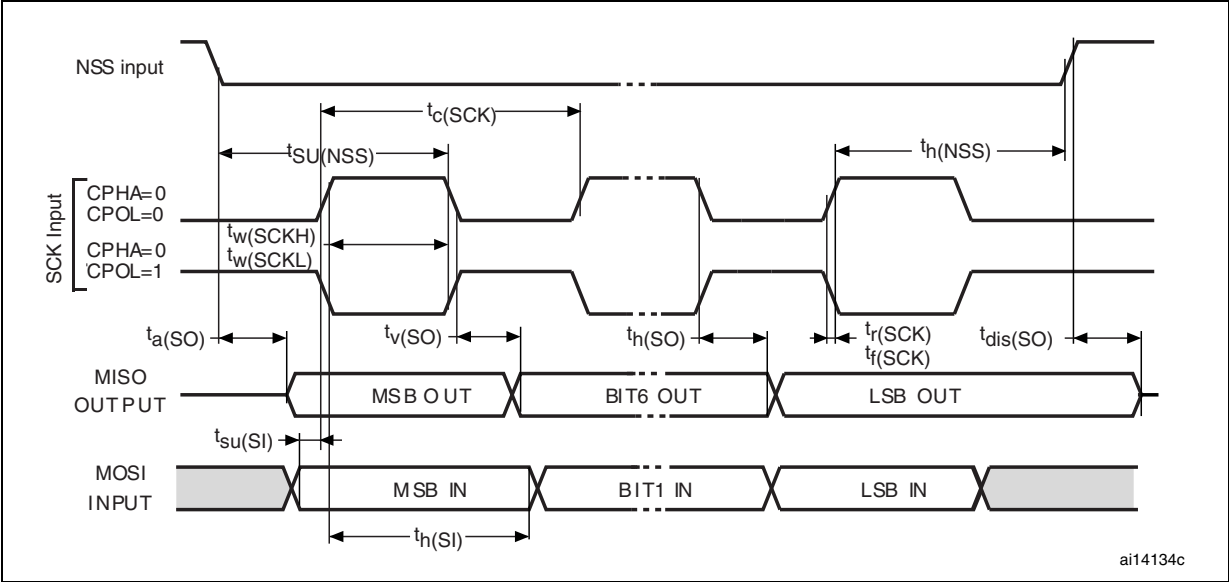 NSS input
tc(SCK)
tSU(NSS)
th(NSS)
SCK Input
CPHA=0
CPOL=0
tw(SCKH)
CPHA=0
tw(SCKL)
CPOL=1
ta(SO)
tv(SO)
th(SO)
tr(SCK)
tf(SCK)
tdis(SO)
MISO
OUTPUT
MSB OUT
BIT6 OUT
LSB OUT
tsu(SI)
MOSI
INPUT
MSB IN
BIT1 IN
LSB IN
th(SI)
ai14134c